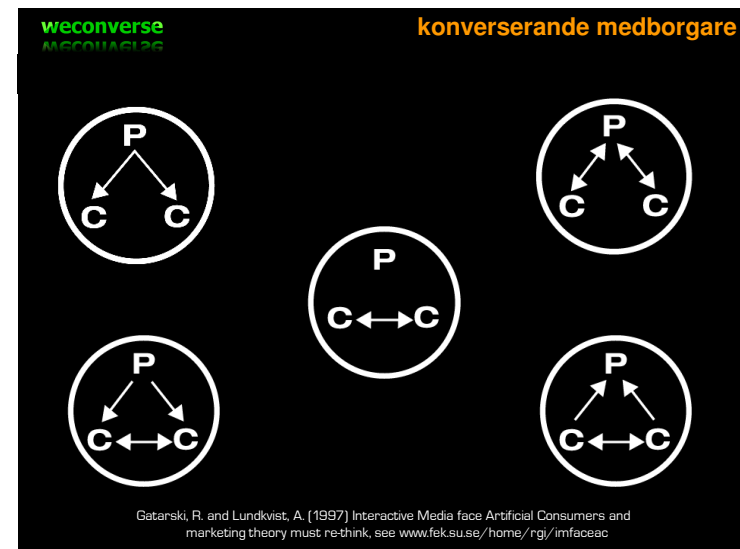 weconverse
konverserande medborgare
P
C C
P
C C
P
C C
P
C C
P
C C
Gatarski, R. and Lundkvist, A. (1997) Interactive Media face Artificial Consumers and
marketing theory must re-think, see www.fek.su.se/home/rgi/imfaceac